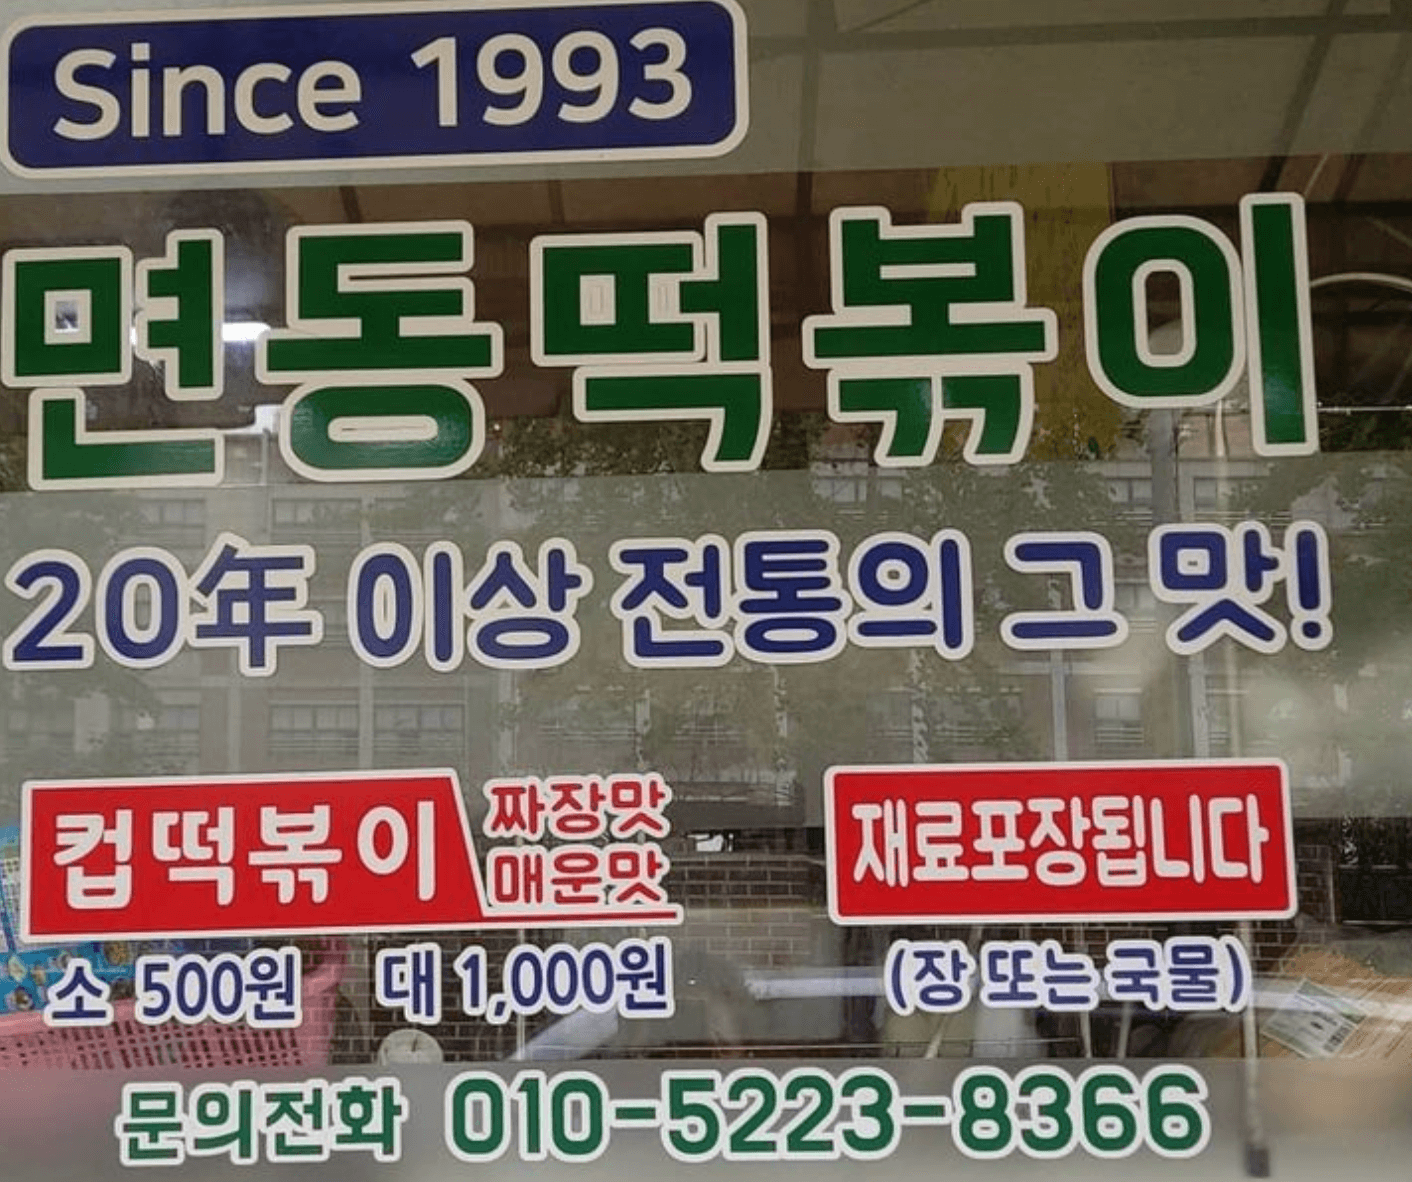 Since 1993
면동떡볶이
20年 이상 전통의 그 맛!
컵떡볶이
짜장맛
매운맛
소 500원 대 1,000원
재료포장됩니다
(장 또는 국물)
문의전화 010-5223-8366